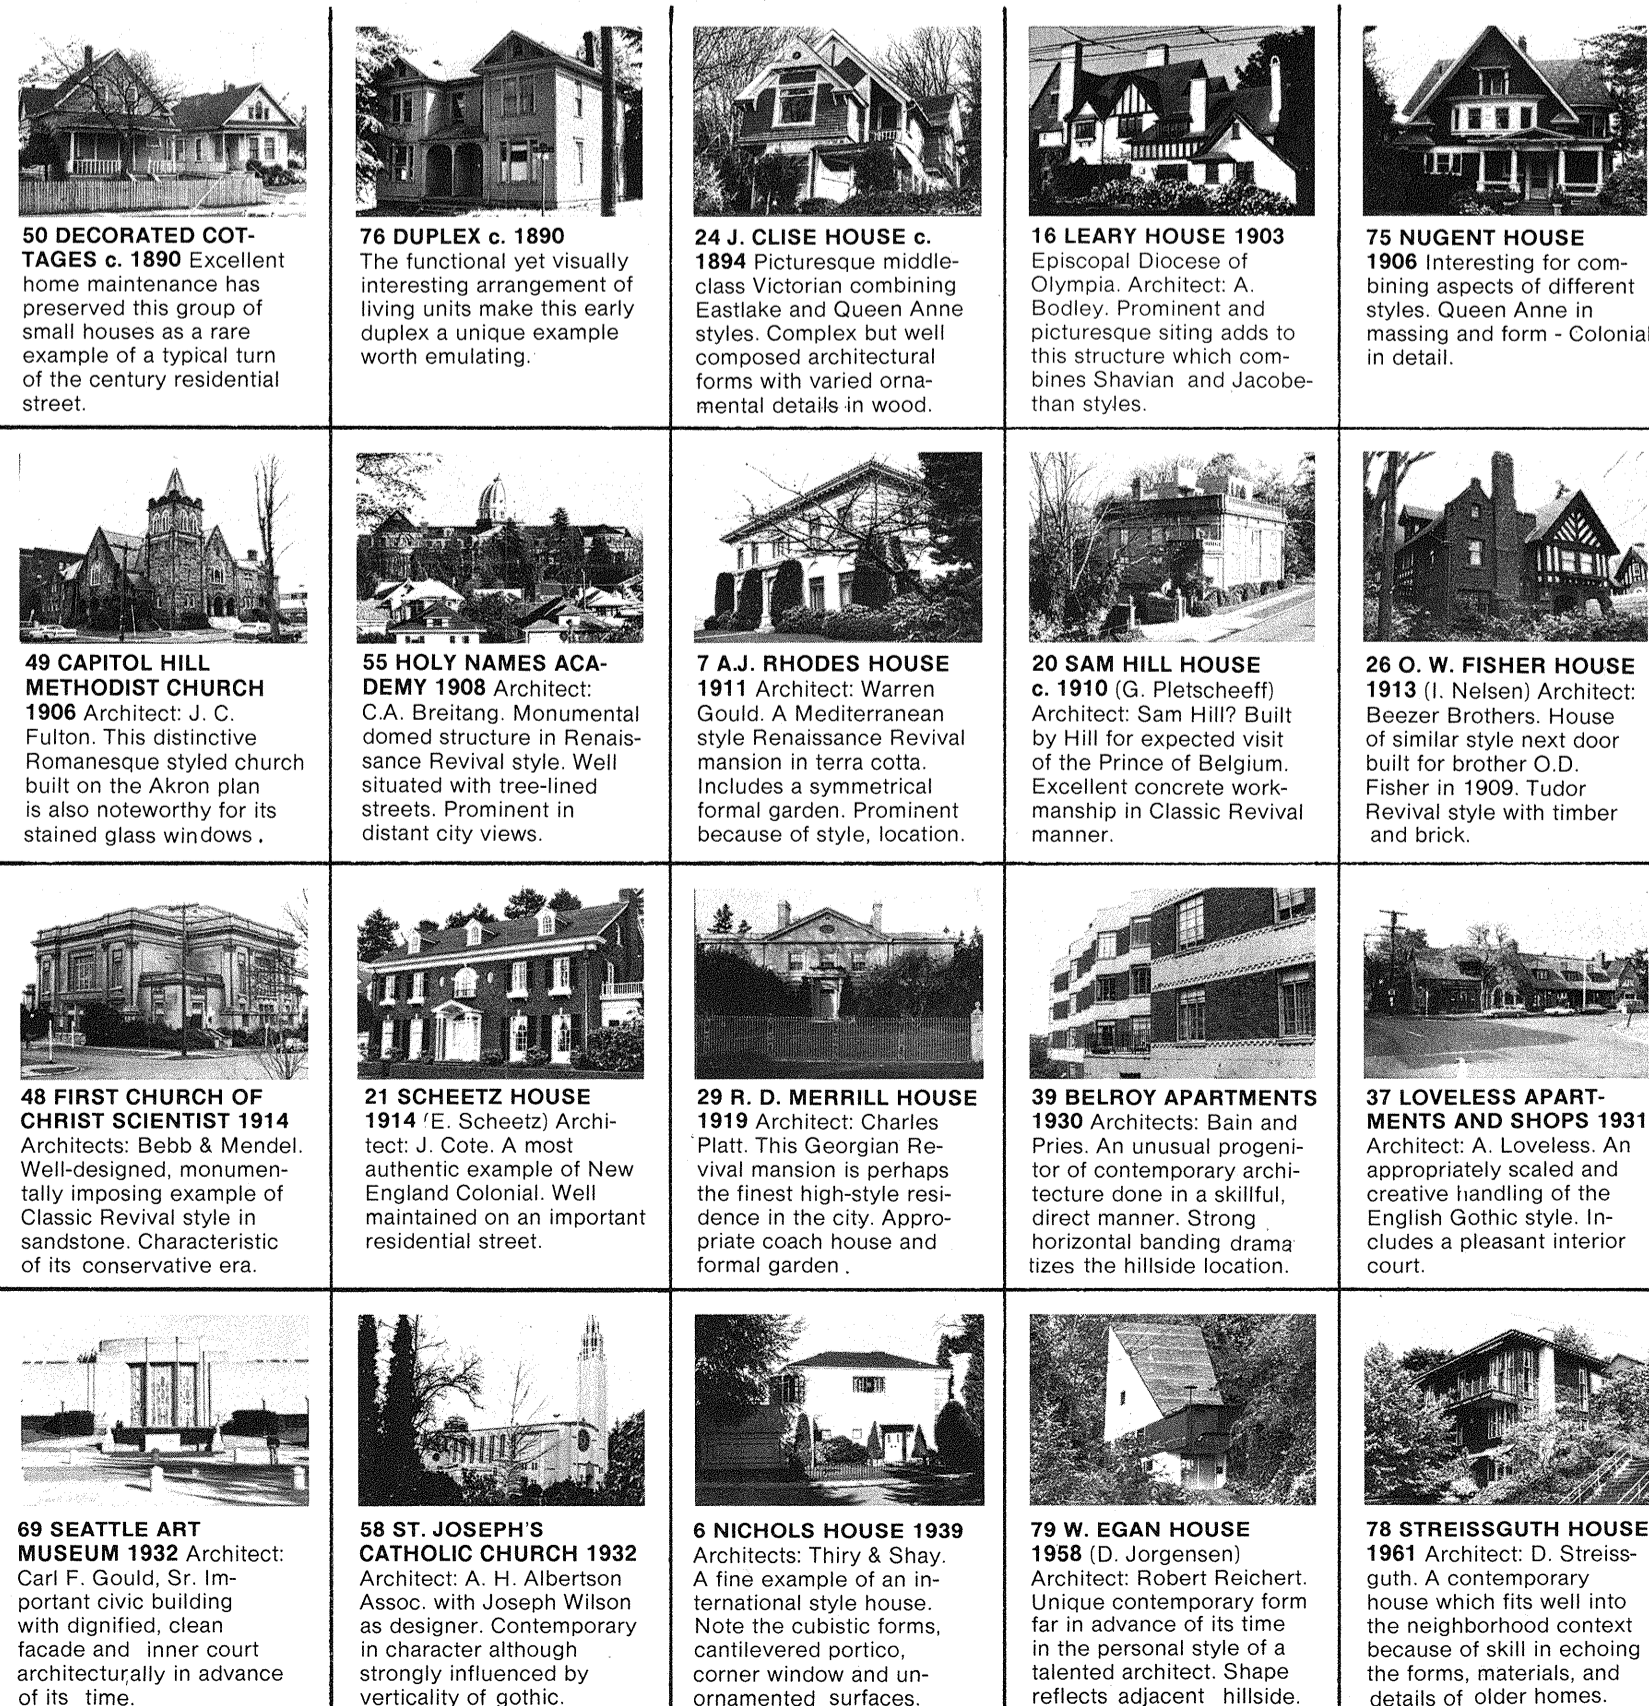 50 DECORATED COT-
TAGES c. 1890 Excellent
home maintenance has
preserved this group of
small houses as a rare
example of a typical turn
of the century residential
street.
76 DUPLEX c. 1890
The functional yet visually
interesting arrangement of
living units make this early
duplex a unique example
worth emulating.
24 J. CLISE HOUSE c.
1894 Picturesque middle-
class Victorian combining
Eastlake and Queen Anne
styles. Complex but well
composed architectural
forms with varied orna-
mental details in wood.
16 LEARY HOUSE 1903
Episcopal Diocese of
Olympia. Architect: A.
Bodley. Prominent and
picturesque siting adds to
this structure which com-
bines Shavian and Jacobe-
than styles.
75 NUGENT HOUSE
1906 Interesting for com-
bining aspects of different
styles. Queen Anne in
massing and form - Colonial
in detail.
49 CAPITOL HILL
METHODIST CHURCH
1906 Architect: J. C.
Fulton. This distinctive
Romanesque styled church
built on the Akron plan
is also noteworthy for its
stained glass windows.
55 HOLY NAMES ACA-
DEMY 1908 Architect:
C.A. Breitang. Monumental
domed structure in Renais-
sance Revival style. Well
situated with tree-lined
streets. Prominent in
distant city views.
7 A.J. RHODES HOUSE
1911 Architect: Warren
Gould. A Mediterranean
style Renaissance Revival
mansion in terra cotta.
Includes a symmetrical
formal garden. Prominent
because of style, location.
20 SAM HILL HOUSE
c. 1910 (G. Pletscheeff)
Architect: Sam Hill? Built
by Hill for expected visit
of the Prince of Belgium.
Excellent concrete work-
manship in Classic Revival
manner.
26 O. W. FISHER HOUSE
1913 (I. Nelsen) Architect:
Beezer Brothers. House
of similar style next door
built for brother O.D.
Fisher in 1909. Tudor
Revival style with timber
and brick.
48 FIRST CHURCH OF
CHRIST SCIENTIST 1914
Architects: Bebb & Mendel.
Well-designed, monumen-
tally imposing example of
Classic Revival style in
sandstone. Characteristic
of its conservative era.
21 SCHEETZ HOUSE
1914 (E. Scheetz) Archi-
tect: J. Cote. A most
authentic example of New
England Colonial. Well
maintained on an important
residential street.
29 R. D. MERRILL HOUSE
1919 Architect: Charles
Platt. This Georgian Re-
vival mansion is perhaps
the finest high-style resi-
dence in the city. Appro-
priate coach house and
formal garden.
39 BELROY APARTMENTS
1930 Architects: Bain and
Pries. An unusual progeni-
tor of contemporary archi-
tecture done in a skillful,
direct manner. Strong
horizontal banding drama
tizes the hillside location.
37 LOVELESS APART-
MENTS AND SHOPS 1931
Architect: A. Loveless. An
appropriately scaled and
creative handling of the
English Gothic style. In-
cludes a pleasant interior
court.
69 SEATTLE ART
MUSEUM 1932 Architect:
Carl F. Gould, Sr. Im-
portant civic building
with dignified, clean
facade and inner court
architecturally in advance
of its time.
58 ST. JOSEPH'S
CATHOLIC CHURCH 1932
Architect: A. H. Albertson
Assoc. with Joseph Wilson
as designer. Contemporary
in character although
strongly influenced by
verticality of gothic.
6 NICHOLS HOUSE 1939
Architects: Thiry & Shay.
A fine example of an in-
ternational style house.
Note the cubistic forms,
cantilevered portico,
corner window and un-
ornamented surfaces.
79 W. EGAN HOUSE
1958 (D. Jorgensen)
Architect: Robert Reichert.
Unique contemporary form
far in advance of its time
in the personal style of a
talented architect. Shape
reflects adjacent hillside.
78 STREISSGUTH HOUSE
1961 Architect: D. Streiss-
guth. A contemporary
house which fits well into
the neighborhood context
because of skill in echoing
the forms, materials, and
details of older homes.